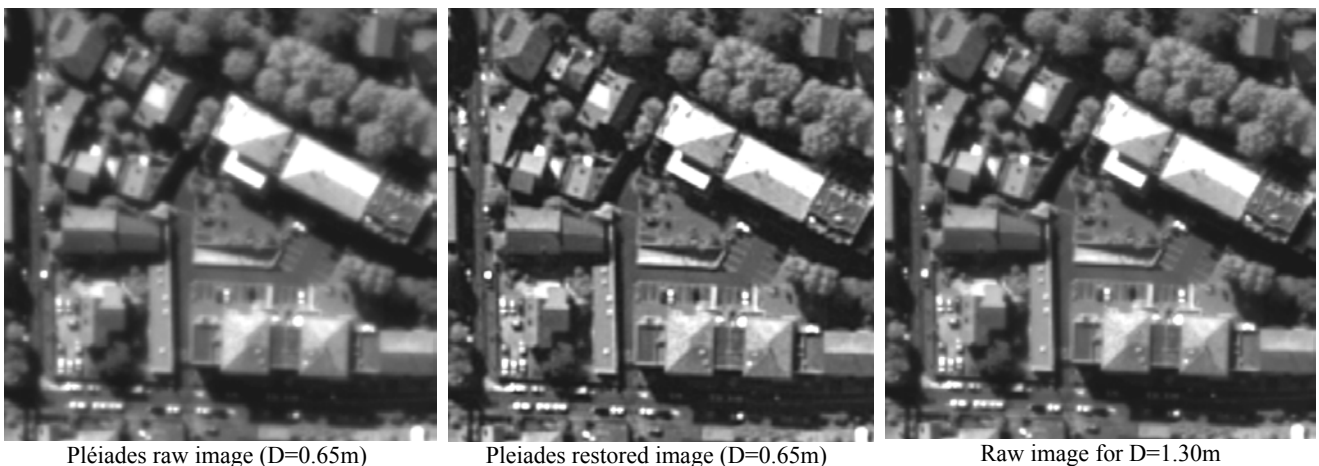 Pléiades raw image (D=0.65m)
Pleiades restored image (D=0.65m)
Raw image for D=1.30m